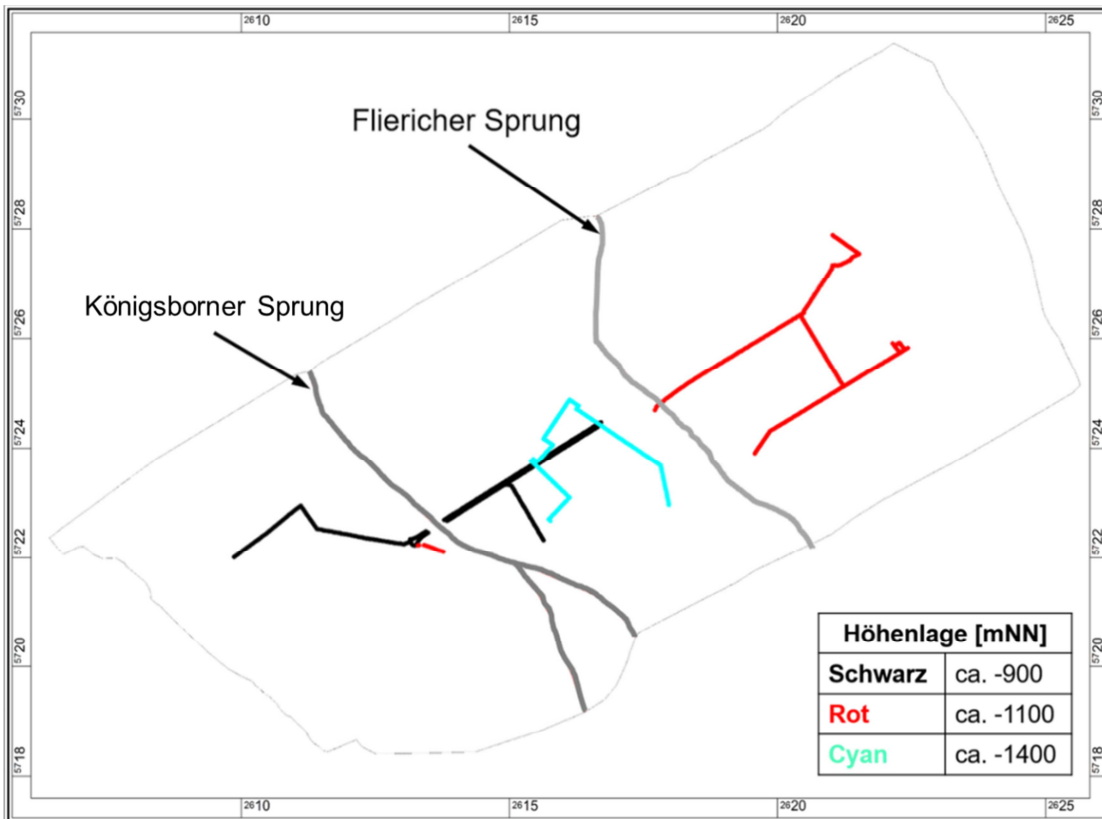 2610 2615 2620 2625
5730 5730
Fliericher Sprung
5728 5728
Königsborner Sprung
5726 5726
5724 5724
5722 5722
Höhenlage [mNN]
Schwarz ca. -900
5720 5720
Rot ca. -1100
Cyan ca. -1400
5718 5718
2610 2615 2620 2625